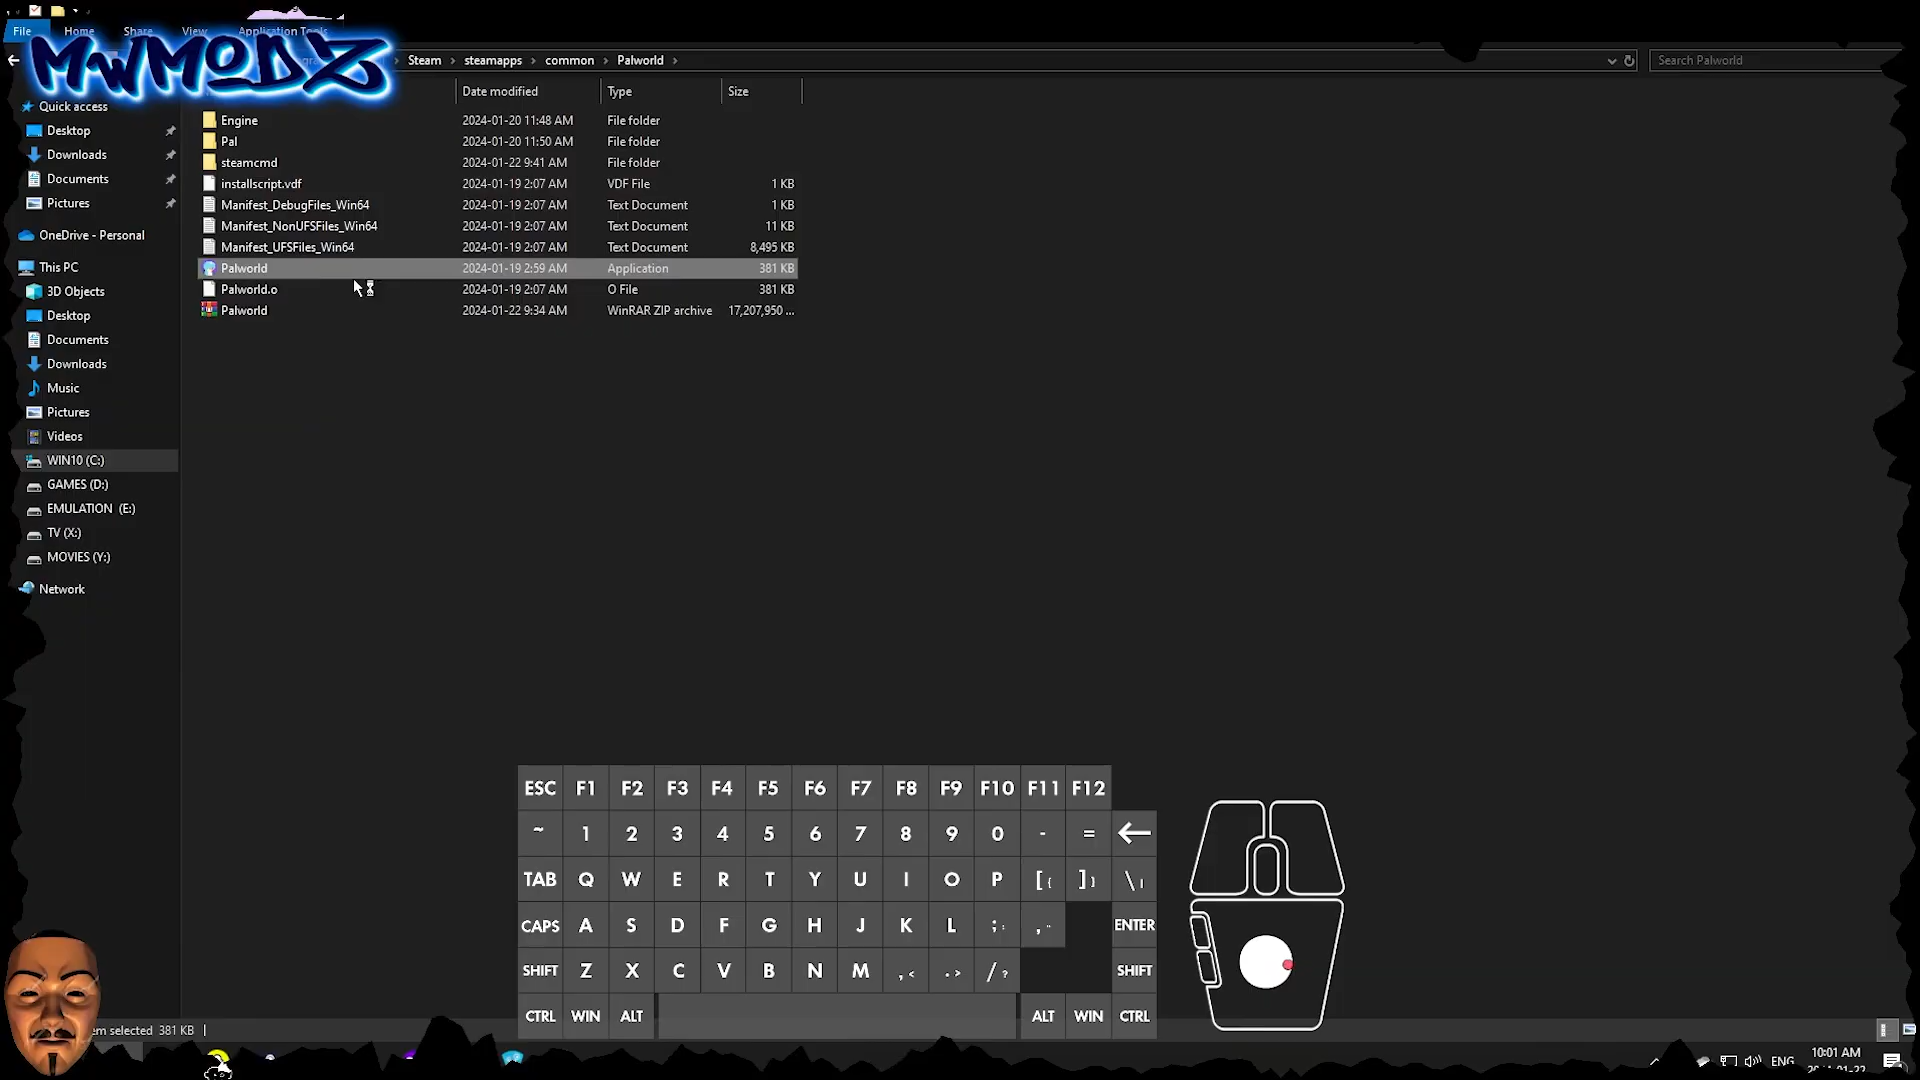 File Home Share View Application Tools
MWMODZ
Steam > steamapps > common > Palworld >
Search Palworld
Date modified Type Size
Quick access
Desktop
Downloads
Documents
Pictures
OneDrive - Personal
This PC
3D Objects
Desktop
Documents
Downloads
Music
Pictures
Videos
WIN10 (C:)
GAMES (D:)
EMULATION (E:)
TV (X:)
MOVIES (Y:)
Network
Engine 2024-01-20 11:48 AM File folder
Pal 2024-01-20 11:50 AM File folder
steamcmd 2024-01-22 9:41 AM File folder
installscript.vdf 2024-01-19 2:07 AM VDF File 1 KB
Manifest_DebugFiles_Win64 2024-01-19 2:07 AM Text Document 1 KB
Manifest_NonUFSFiles_Win64 2024-01-19 2:07 AM Text Document 11 KB
Manifest_UFSFiles_Win64 2024-01-19 2:07 AM Text Document 8,495 KB
Palworld 2024-01-19 2:59 AM Application 381 KB
Palworld.o 2024-01-19 2:07 AM O File 381 KB
Palworld 2024-01-22 9:34 AM WinRAR ZIP archive 17,207,950 ...
ESC F1 F2 F3 F4 F5 F6 F7 F8 F9 F10 F11 F12
~ 1 2 3 4 5 6 7 8 9 0 - = ←
TAB Q W E R T Y U I O P [{ ]} \|
CAPS A S D F G H J K L ;: ," ENTER
SHIFT Z X C V B N M ,< .> /? SHIFT
CTRL WIN ALT ALT WIN CTRL
selected 381 KB
ENG
10:01 AM